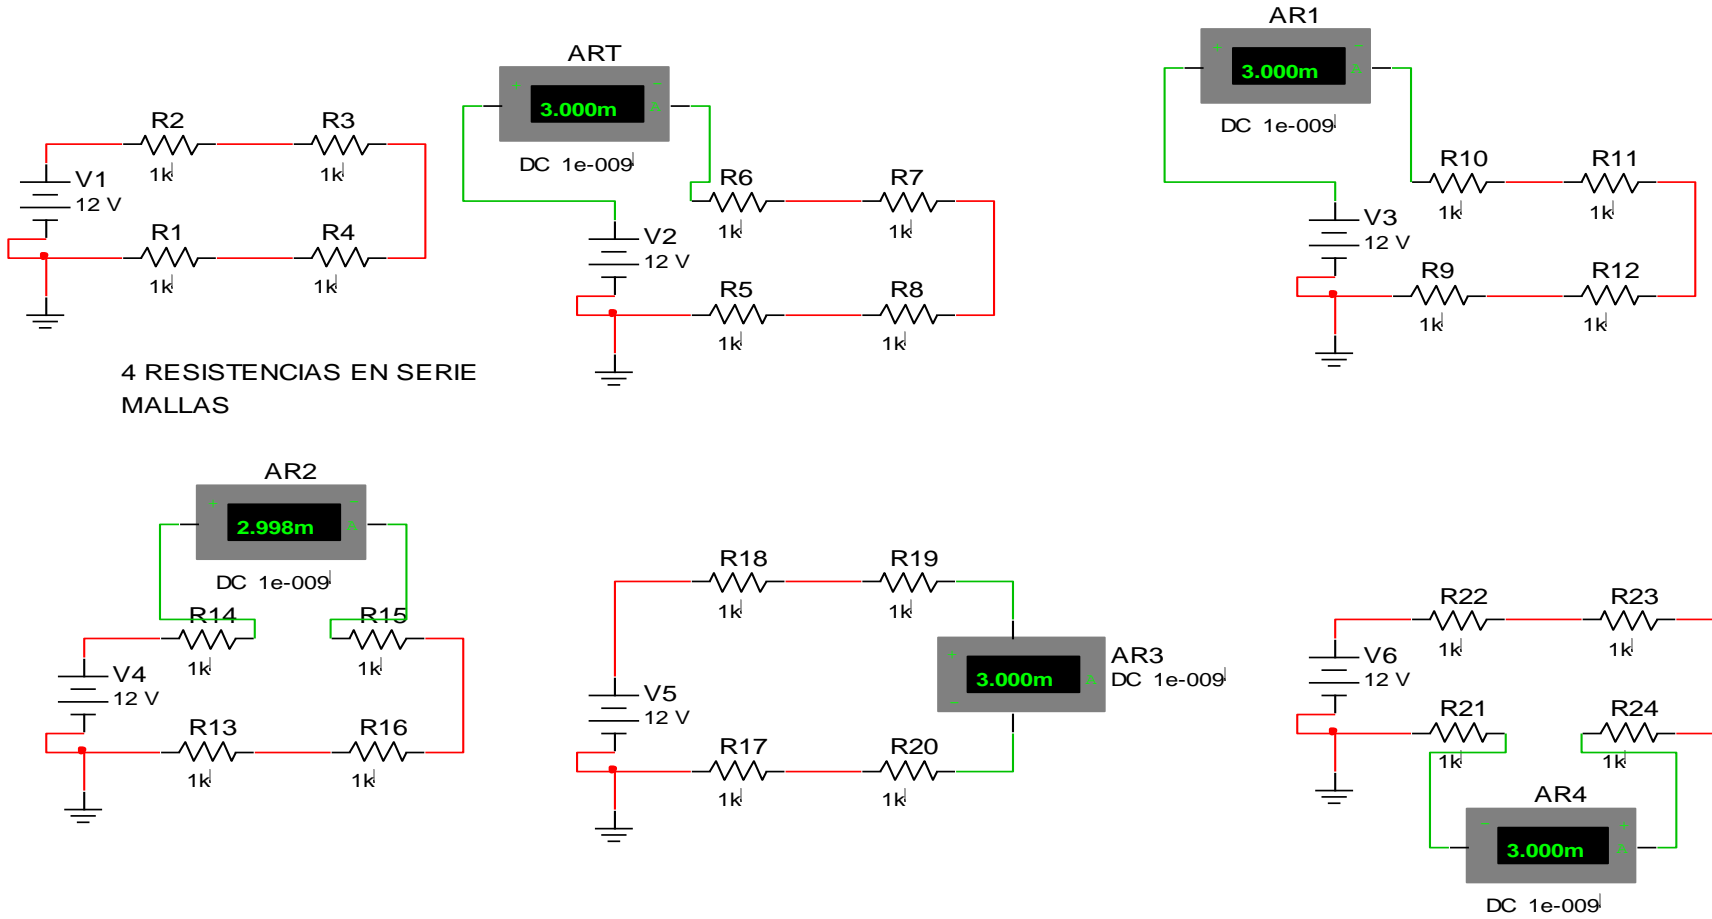 ART
+
-
3.000m
A
DC 1e-009
AR1
+
-
3.000m
A
DC 1e-009
R2
1k
R3
1k
V1
12 V
R1
1k
R4
1k
R6
1k
R7
1k
V2
12 V
R5
1k
R8
1k
R10
1k
R11
1k
V3
12 V
R9
1k
R12
1k
4 RESISTENCIAS EN SERIE
MALLAS
AR2
+
-
2.998m
A
DC 1e-009
R14
1k
R15
1k
V4
12 V
R13
1k
R16
1k
R18
1k
R19
1k
V5
12 V
+
-
3.000m
A
AR3
DC 1e-009
R17
1k
R20
1k
R22
1k
R23
1k
V6
12 V
R21
1k
R24
1k
AR4
-
+
3.000m
A
DC 1e-009